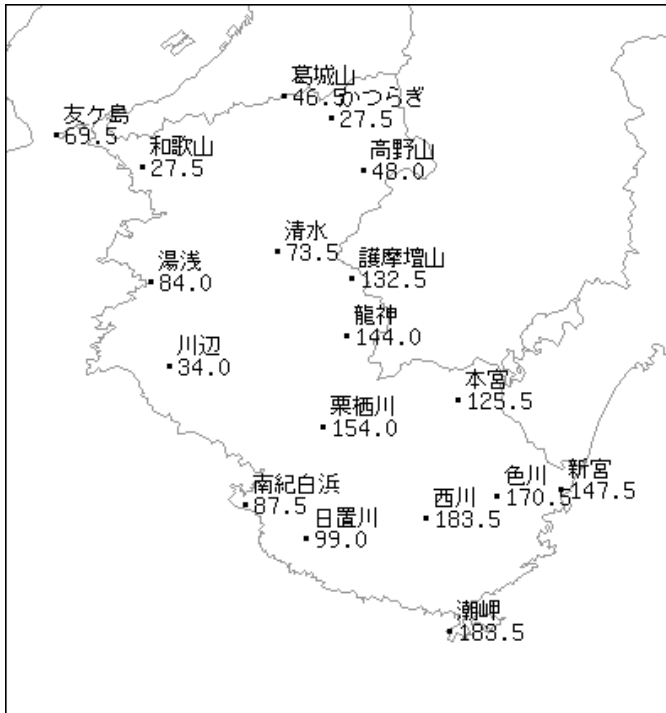 葛城山
46.5
かつらぎ
27.5
友ケ島
69.5
和歌山
27.5
高野山
48.0
清水
73.5
護摩壇山
132.5
湯浅
84.0
龍神
144.0
川辺
34.0
本宮
125.5
栗栖川
154.0
色川
170.5
新宮
147.5
南紀白浜
87.5
西川
183.5
日置川
99.0
潮岬
183.5